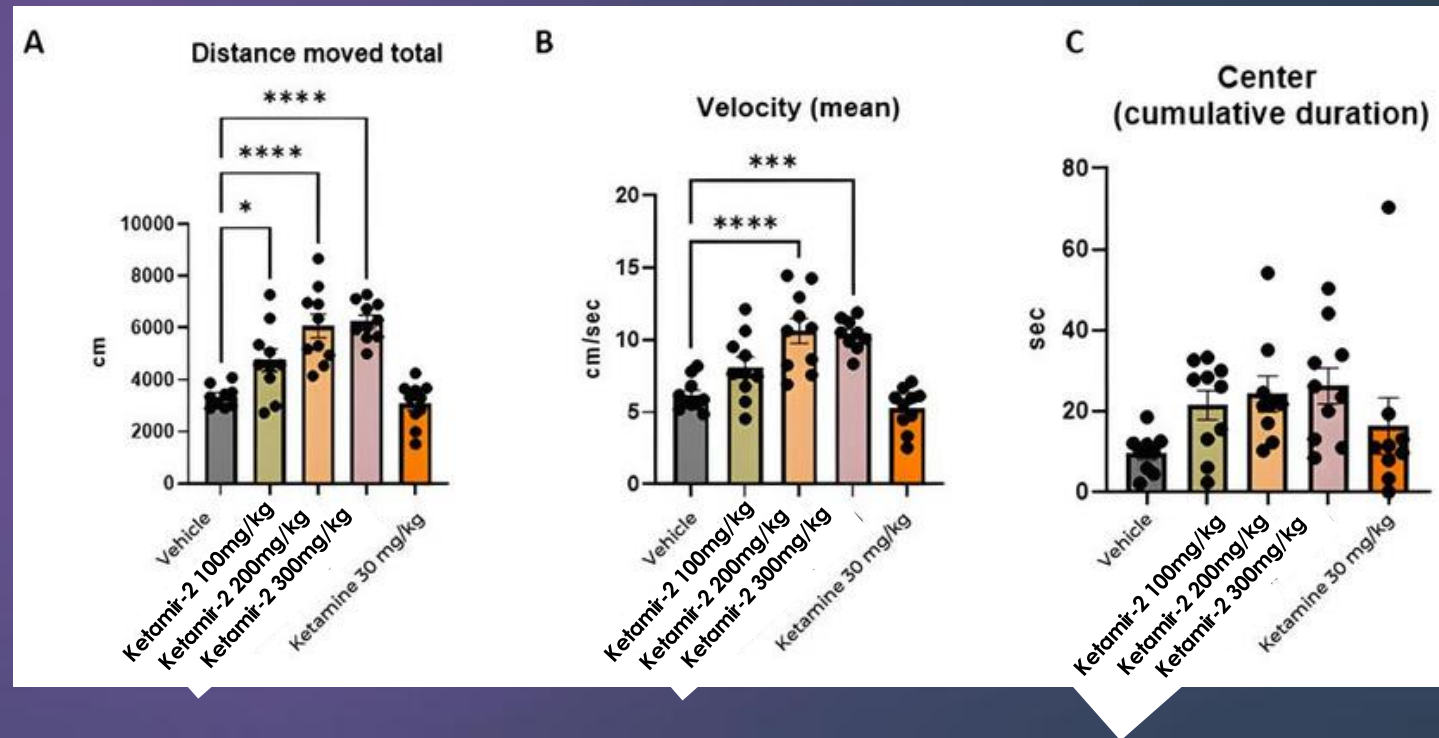 A
Distance moved total
****
****
*
10000
8000
6000
4000
2000
0
cm
Vehicle
Ketamir-2 100mg/kg
Ketamir-2 200mg/kg
Ketamir-2 300mg/kg
Ketamine 30 mg/kg
B
Velocity (mean)
***
****
20
15
10
5
0
cm/sec
Vehicle
Ketamir-2 100mg/kg
Ketamir-2 200mg/kg
Ketamir-2 300mg/kg
Ketamine 30 mg/kg
C
Center
(cumulative duration)
80
60
40
20
0
sec
Vehicle
Ketamir-2 100mg/kg
Ketamir-2 200mg/kg
Ketamir-2 300mg/kg
Ketamine 30 mg/kg